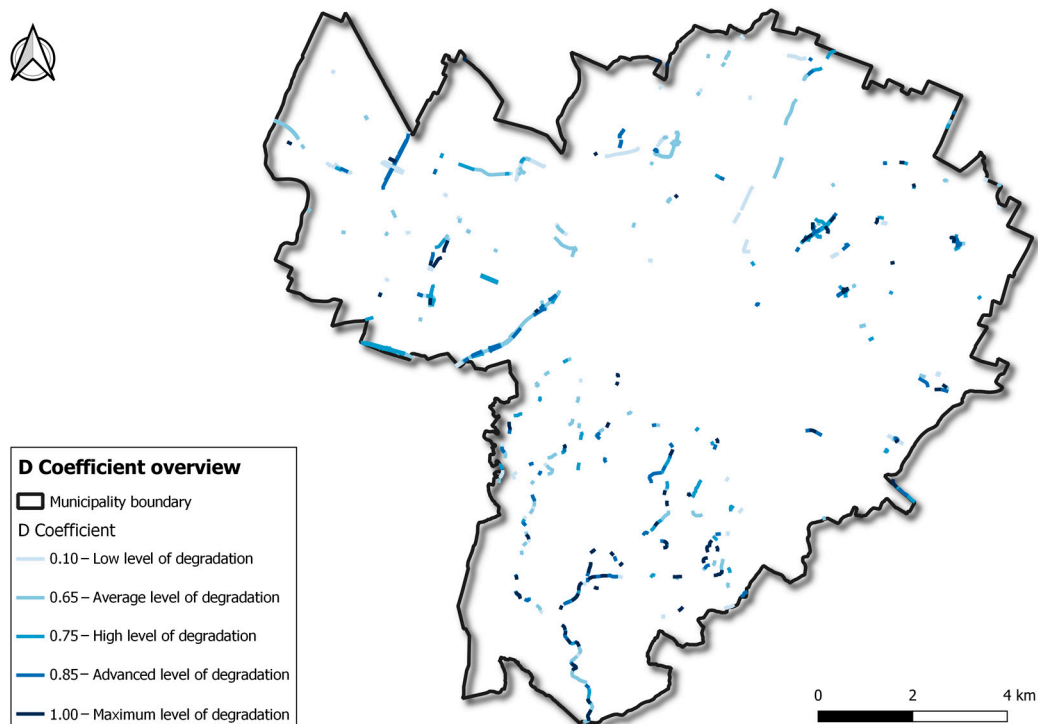 D Coefficient overview
Municipality boundary
D Coefficient
0.10 – Low level of degradation
0.65 – Average level of degradation
0.75 – High level of degradation
0.85 – Advanced level of degradation
1.00 – Maximum level of degradation
0 2 4 km